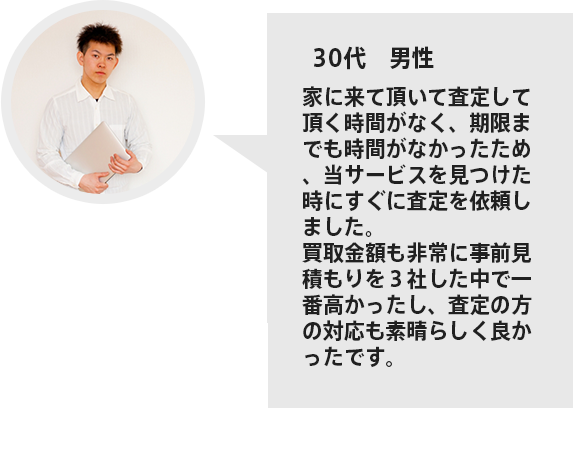 30代　男性
家に来て頂いて査定して
頂く時間がなく、期限ま
でも時間がなかったため
、当サービスを見つけた
時にすぐに査定を依頼し
ました。
買取金額も非常に事前見
積もりを３社した中で一
番高かったし、査定の方
の対応も素晴らしく良か
ったです。